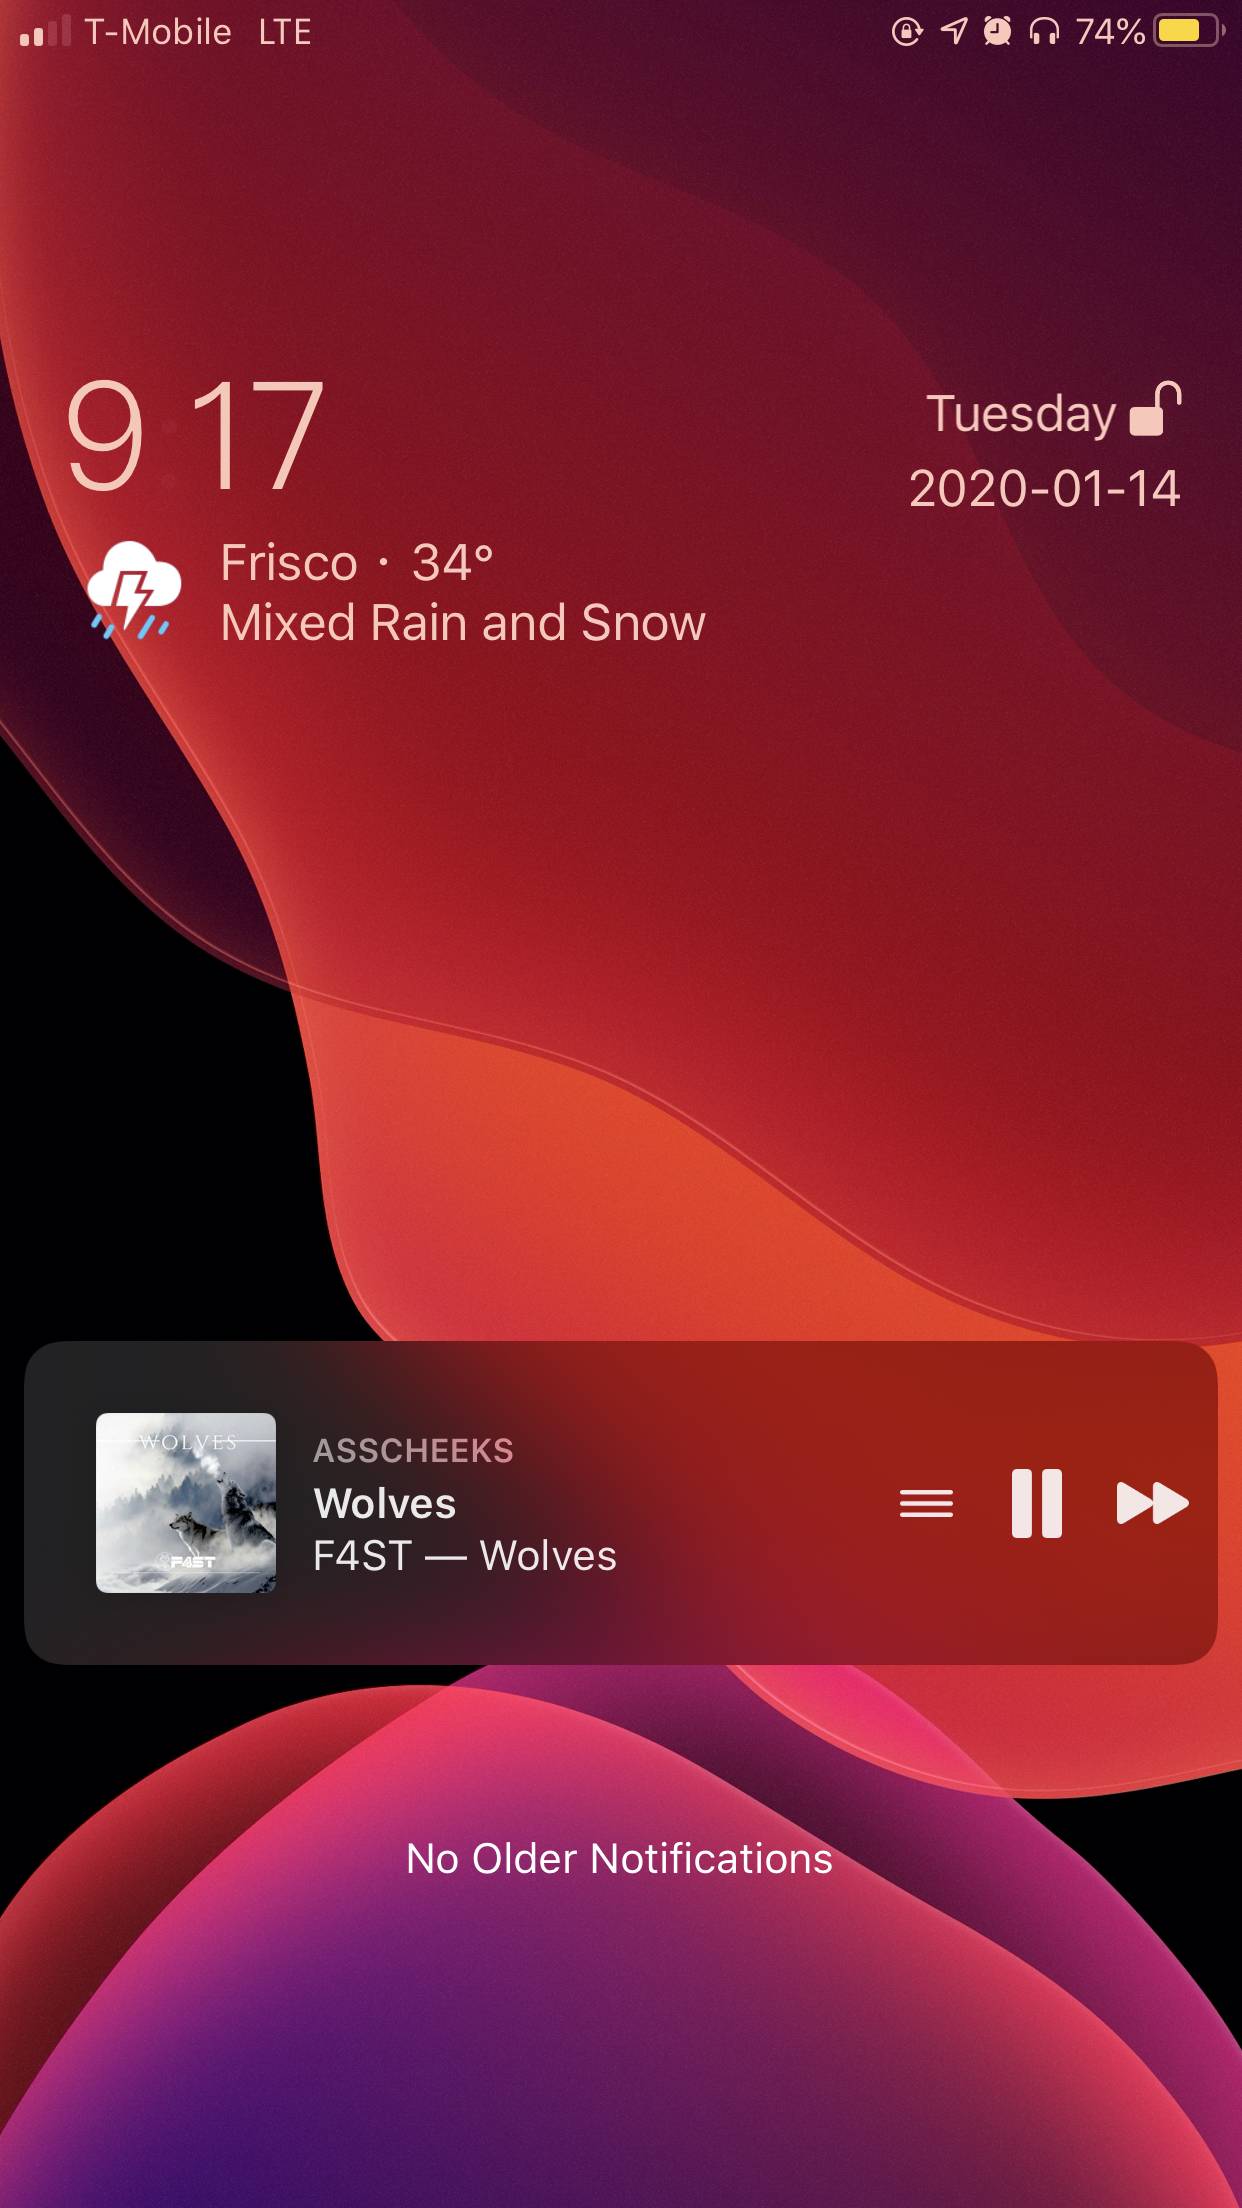 T-Mobile LTE 74%
9:17
Tuesday
2020-01-14
Frisco · 34°
Mixed Rain and Snow
WOLVES
F4ST
ASSCHEEKS
Wolves
F4ST — Wolves
No Older Notifications